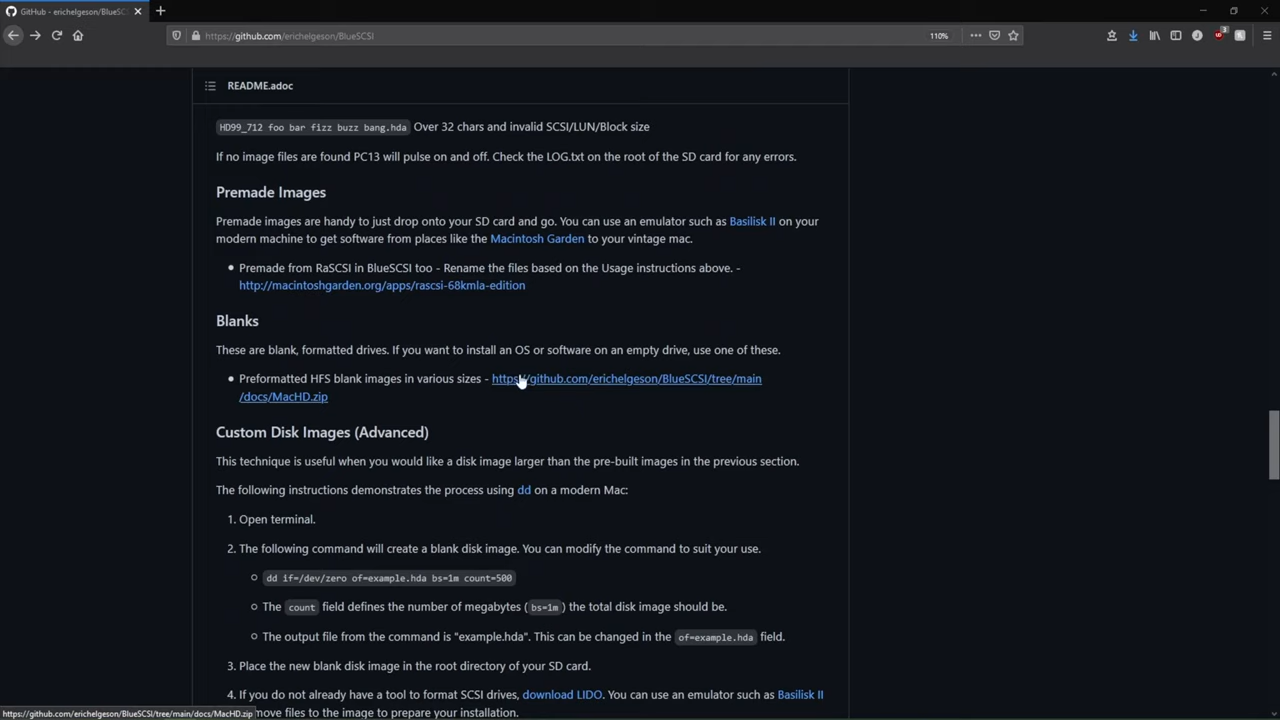 GitHub - erichelgeson/BlueSC
https://github.com/erichelgeson/BlueSCSI
110%
README.adoc
HD99_712 foo bar fizz buzz bang.hda Over 32 chars and invalid SCSI/LUN/Block size
If no image files are found PC13 will pulse on and off. Check the LOG.txt on the root of the SD card for any errors.
Premade Images
Premade images are handy to just drop onto your SD card and go. You can use an emulator such as Basilisk II on your
modern machine to get software from places like the Macintosh Garden to your vintage mac.
Premade from RaSCSI in BlueSCSI too - Rename the files based on the Usage instructions above. -
http://macintoshgarden.org/apps/rascsi-68kmla-edition
Blanks
These are blank, formatted drives. If you want to install an OS or software on an empty drive, use one of these.
Preformatted HFS blank images in various sizes - https://github.com/erichelgeson/BlueSCSI/tree/main
/docs/MacHD.zip
Custom Disk Images (Advanced)
This technique is useful when you would like a disk image larger than the pre-built images in the previous section.
The following instructions demonstrates the process using dd on a modern Mac:
1. Open terminal.
2. The following command will create a blank disk image. You can modify the command to suit your use.
dd if=/dev/zero of=example.hda bs=1m count=500
The count field defines the number of megabytes (bs=1m) the total disk image should be.
The output file from the command is "example.hda". This can be changed in the of=example.hda field.
3. Place the new blank disk image in the root directory of your SD card.
4. If you do not already have a tool to format SCSI drives, download LIDO. You can use an emulator such as Basilisk II
move files to the image to prepare your installation.
https://github.com/erichelgeson/BlueSCSI/tree/main/docs/MacHD.zip